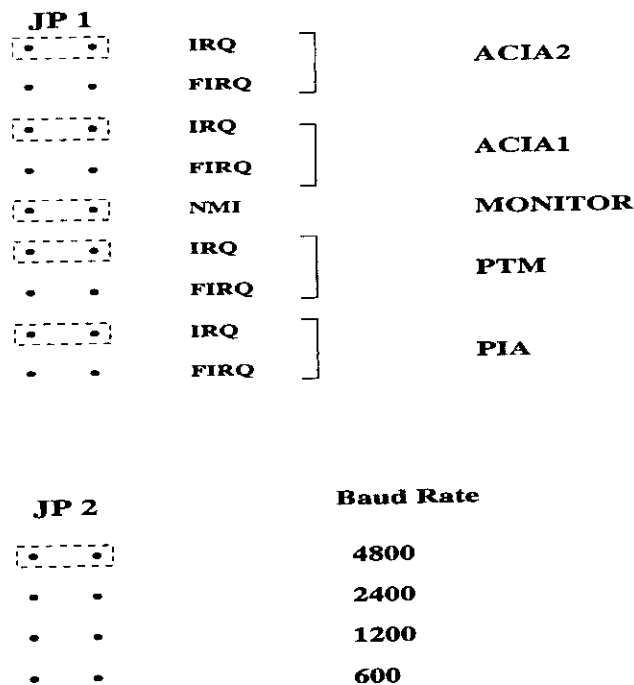 JP 1
IRQ
FIRQ
ACIA2
IRQ
FIRQ
ACIA1
NMI
MONITOR
IRQ
FIRQ
PTM
IRQ
FIRQ
PIA
JP 2
Baud Rate
4800
2400
1200
600